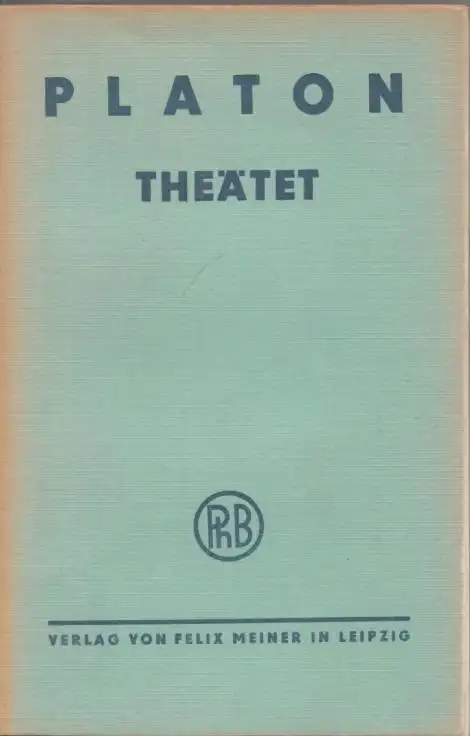 PLATON
THEÄTET
PhB
VERLAG VON FELIX MEINER IN LEIPZIG